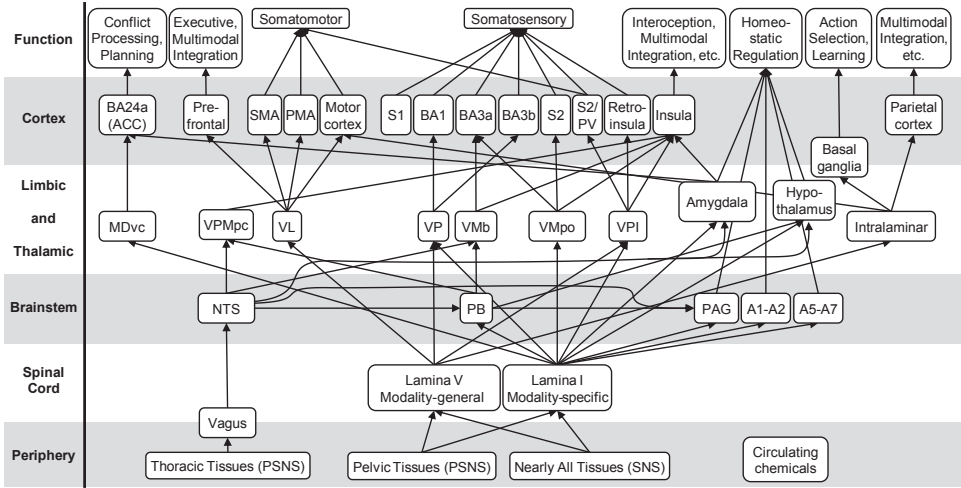 Function
Conflict
Processing,
Planning
Executive,
Multimodal
Integration
Somatomotor
Somatosensory
Interoception,
Multimodal
Integration, etc.
Homeo-
static
Regulation
Action
Selection,
Learning
Multimodal
Integration,
etc.
Cortex
BA24a
(ACC)
Pre-
frontal
SMA
PMA
Motor
cortex
S1
BA1
BA3a
BA3b
S2
S2/
PV
Retro-
insula
Insula
Basal
ganglia
Parietal
cortex
Limbic
and
Thalamic
MDvc
VPMpc
VL
VP
VMb
VMpo
VPI
Amygdala
Hypo-
thalamus
Intralaminar
Brainstem
NTS
PB
PAG
A1-A2
A5-A7
Spinal
Cord
Lamina V
Modality-general
Lamina I
Modality-specific
Vagus
Periphery
Thoracic Tissues (PSNS)
Pelvic Tissues (PSNS)
Nearly All Tissues (SNS)
Circulating
chemicals